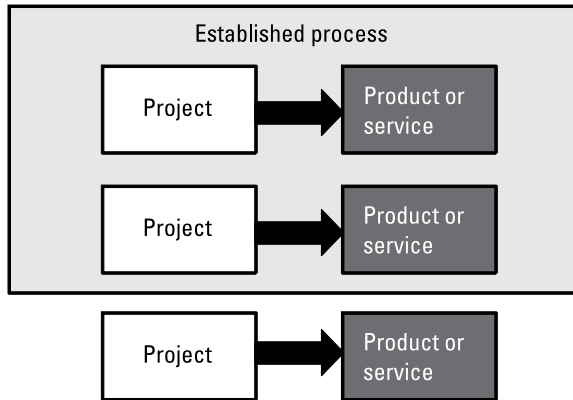 Established process
Project
Product or
service
Project
Product or
service
Project
Product or
service